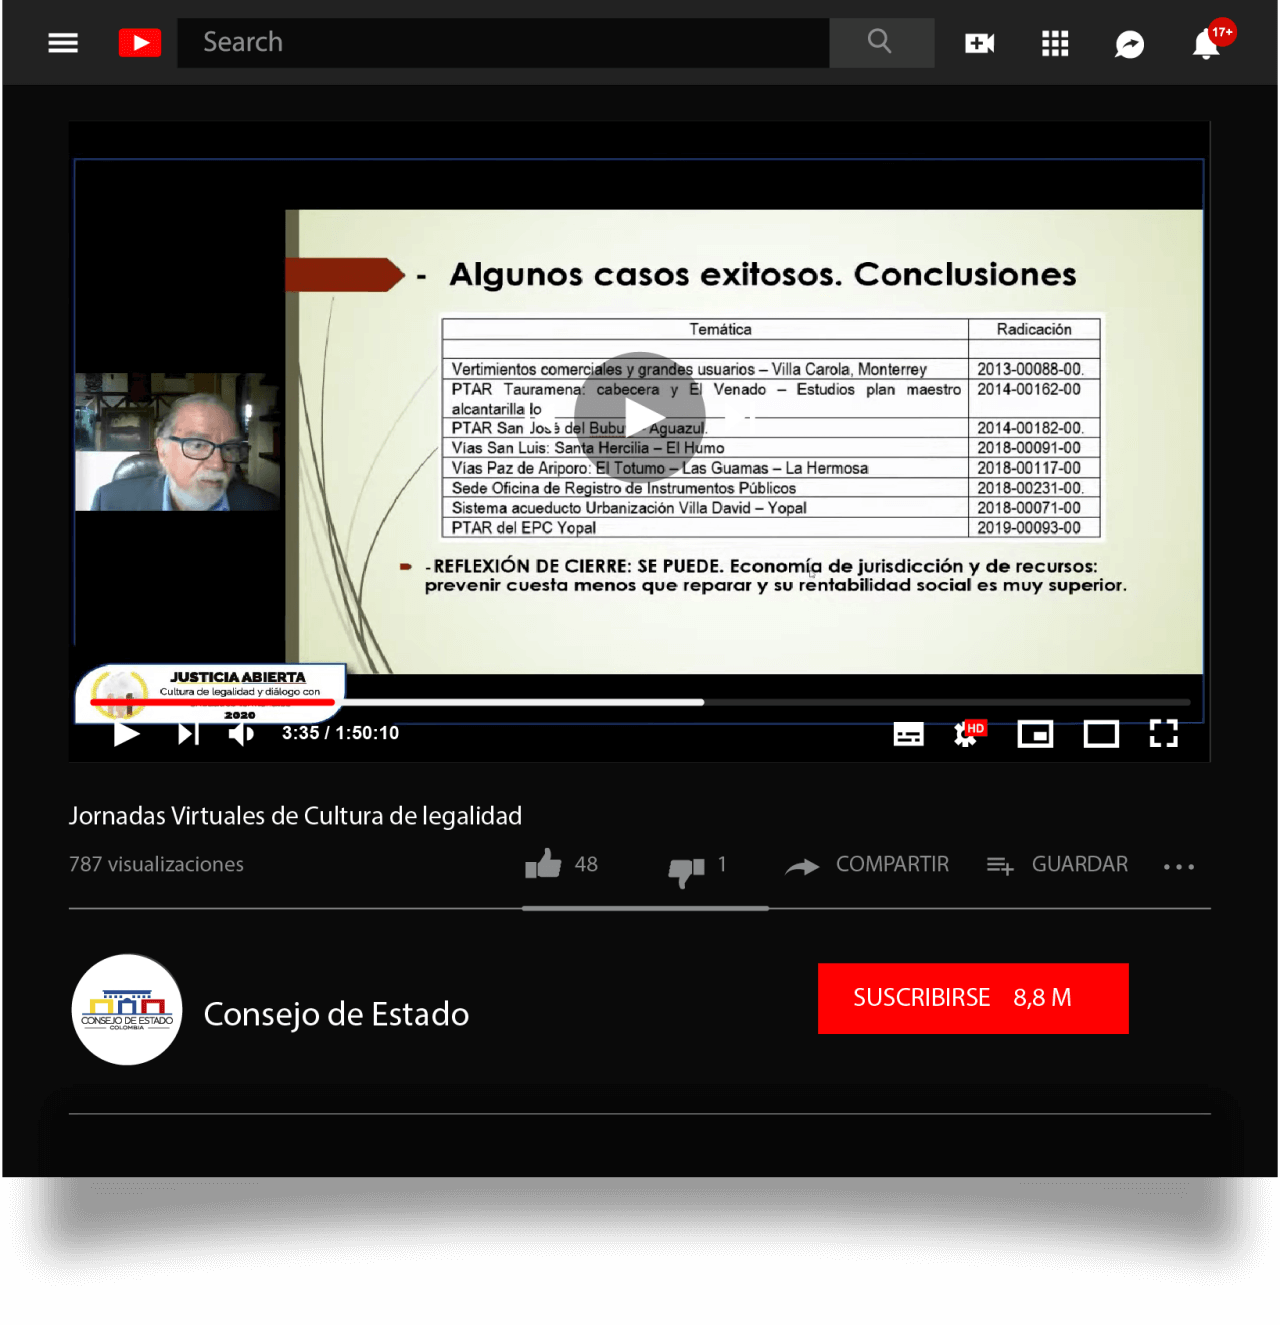 Search
17+
- Algunos casos exitosos. Conclusiones
Temática Radicación
Vertimientos comerciales y grandes usuarios – Villa Carola, Monterrey 2013-00088-00.
PTAR Tauramena: cabecera y El Venado – Estudios plan maestro 2014-00162-00
alcantarilla lo
PTAR San José del Bubuy - Aguazul. 2014-00182-00.
Vías San Luis: Santa Hercilia – El Humo 2018-00091-00
Vías Paz de Ariporo: El Totumo – Las Guamas – La Hermosa 2018-00117-00
Sede Oficina de Registro de Instrumentos Públicos 2018-00231-00.
Sistema acueducto Urbanización Villa David – Yopal 2018-00071-00
PTAR del EPC Yopal 2019-00093-00
-REFLEXIÓN DE CIERRE: SE PUEDE. Economía de jurisdicción y de recursos:
prevenir cuesta menos que reparar y su rentabilidad social es muy superior.
JUSTICIA ABIERTA
Cultura de legalidad y diálogo con
2020
3:35 / 1:50:10
HD
Jornadas Virtuales de Cultura de legalidad
787 visualizaciones 48 1 COMPARTIR GUARDAR
CONSEJO DE ESTADO
COLOMBIA
Consejo de Estado
SUSCRIBIRSE 8,8 M